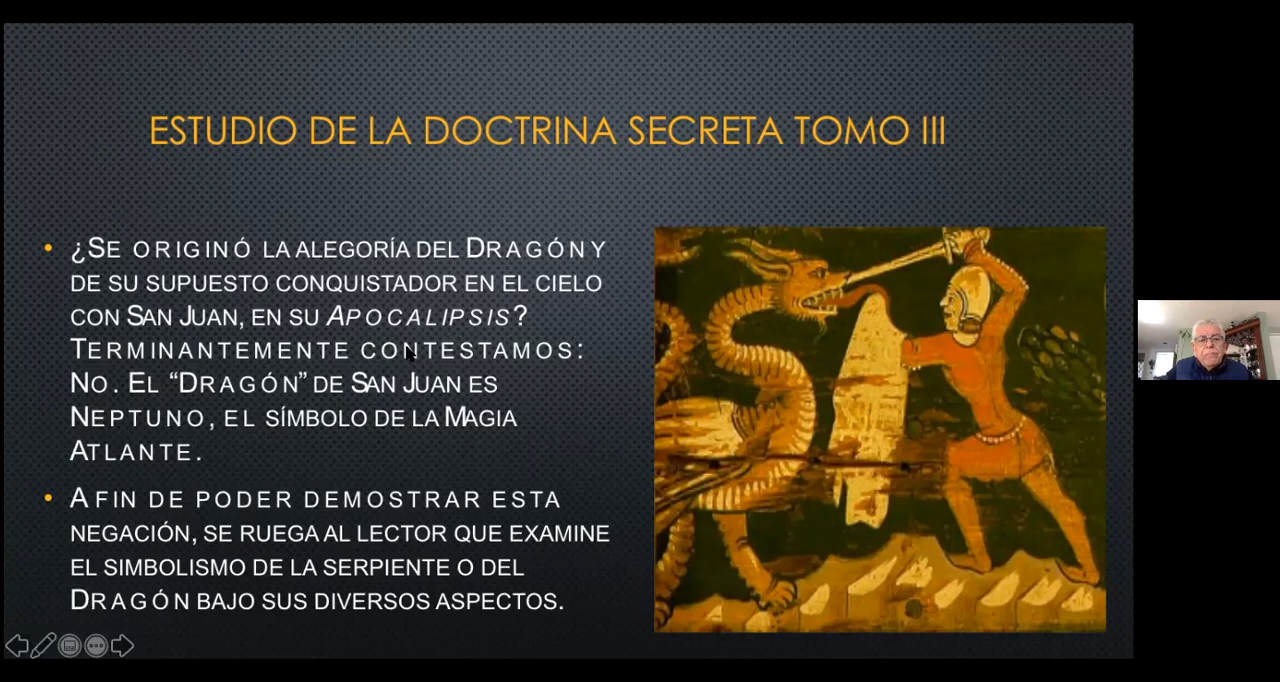 ESTUDIO DE LA DOCTRINA SECRETA TOMO III
• ¿SE ORIGINÓ LA ALEGORÍA DEL DRAGÓN Y
DE SU SUPUESTO CONQUISTADOR EN EL CIELO
CON SAN JUAN, EN SU APOCALIPSIS?
TERMINANTEMENTE CONTESTAMOS:
NO. EL “DRAGÓN” DE SAN JUAN ES
NEPTUNO, EL SÍMBOLO DE LA MAGIA
ATLANTE.
• A FIN DE PODER DEMOSTRAR ESTA
NEGACIÓN, SE RUEGA AL LECTOR QUE EXAMINE
EL SIMBOLISMO DE LA SERPIENTE O DEL
DRAGÓN BAJO SUS DIVERSOS ASPECTOS.